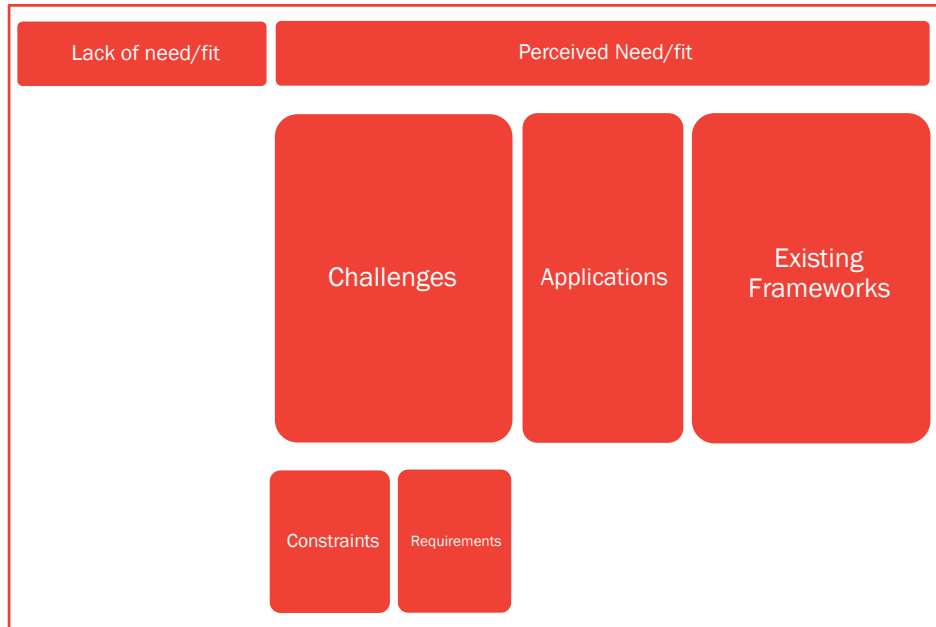 Lack of need/fit
Perceived Need/fit
Challenges
Applications
Existing
Frameworks
Constraints
Requirements